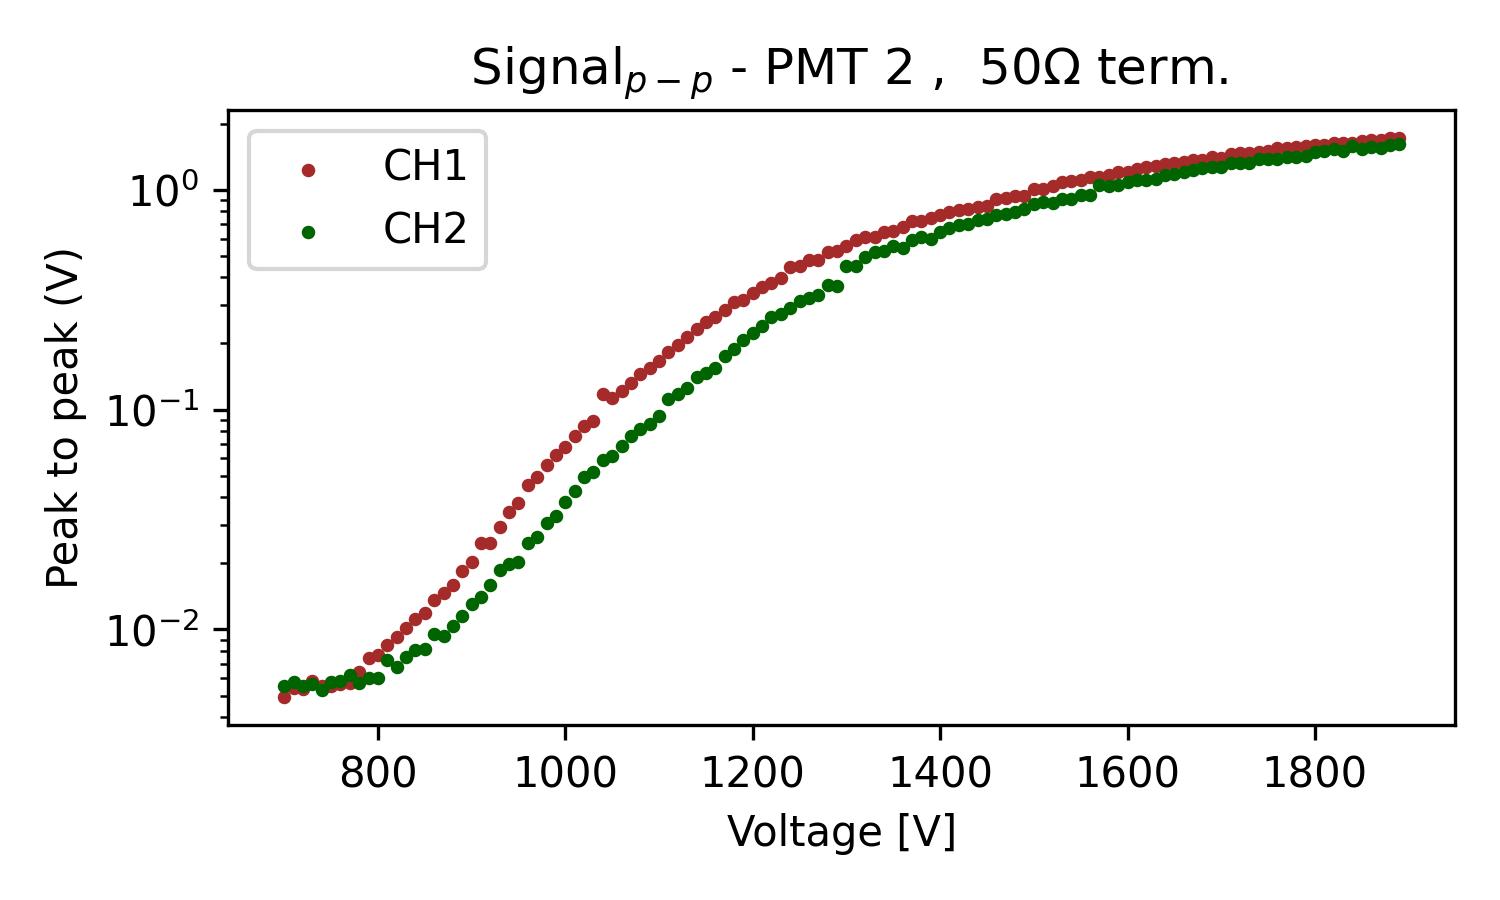 Signalₚ₋ₚ - PMT 2 , 50Ω term.
CH1
CH2
Peak to peak (V)
10⁰
10⁻¹
10⁻²
800 1000 1200 1400 1600 1800
Voltage [V]